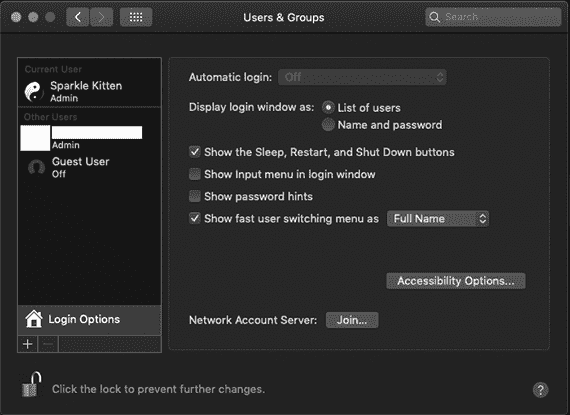 Users & Groups
Search
Current User
Sparkle Kitten
Admin
Other Users
Admin
Guest User
Off
Login Options
+ −
Automatic login: Off
Display login window as: List of users
Name and password
Show the Sleep, Restart, and Shut Down buttons
Show Input menu in login window
Show password hints
Show fast user switching menu as Full Name
Accessibility Options...
Network Account Server: Join...
Click the lock to prevent further changes.
?